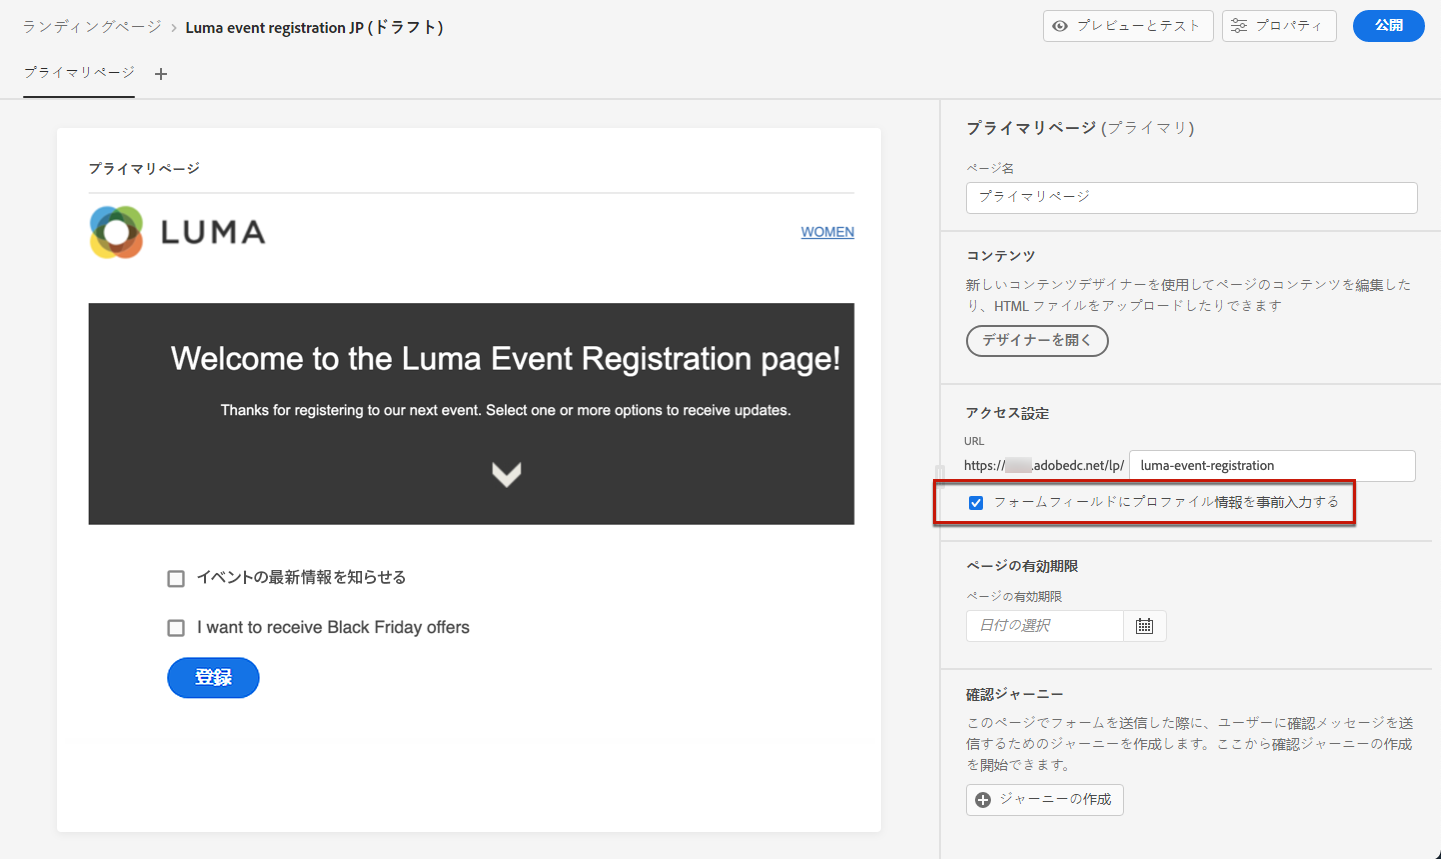 ランディングページ › Luma event registration JP (ドラフト)
プレビューとテスト
プロパティ
公開
プライマリページ +
プライマリページ
LUMA
WOMEN
Welcome to the Luma Event Registration page!
Thanks for registering to our next event. Select one or more options to receive updates.
イベントの最新情報を知らせる
I want to receive Black Friday offers
登録
プライマリページ (プライマリ)
ページ名
プライマリページ
コンテンツ
新しいコンテンツデザイナーを使用してページのコンテンツを編集した
り、HTML ファイルをアップロードしたりできます
デザイナーを開く
アクセス設定
URL
https:// .adobedc.net/lp/ luma-event-registration
フォームフィールドにプロファイル情報を事前入力する
ページの有効期限
ページの有効期限
日付の選択
確認ジャーニー
このページでフォームを送信した際に、ユーザーに確認メッセージを送
信するためのジャーニーを作成します。ここから確認ジャーニーの作成
を開始できます。
ジャーニーの作成